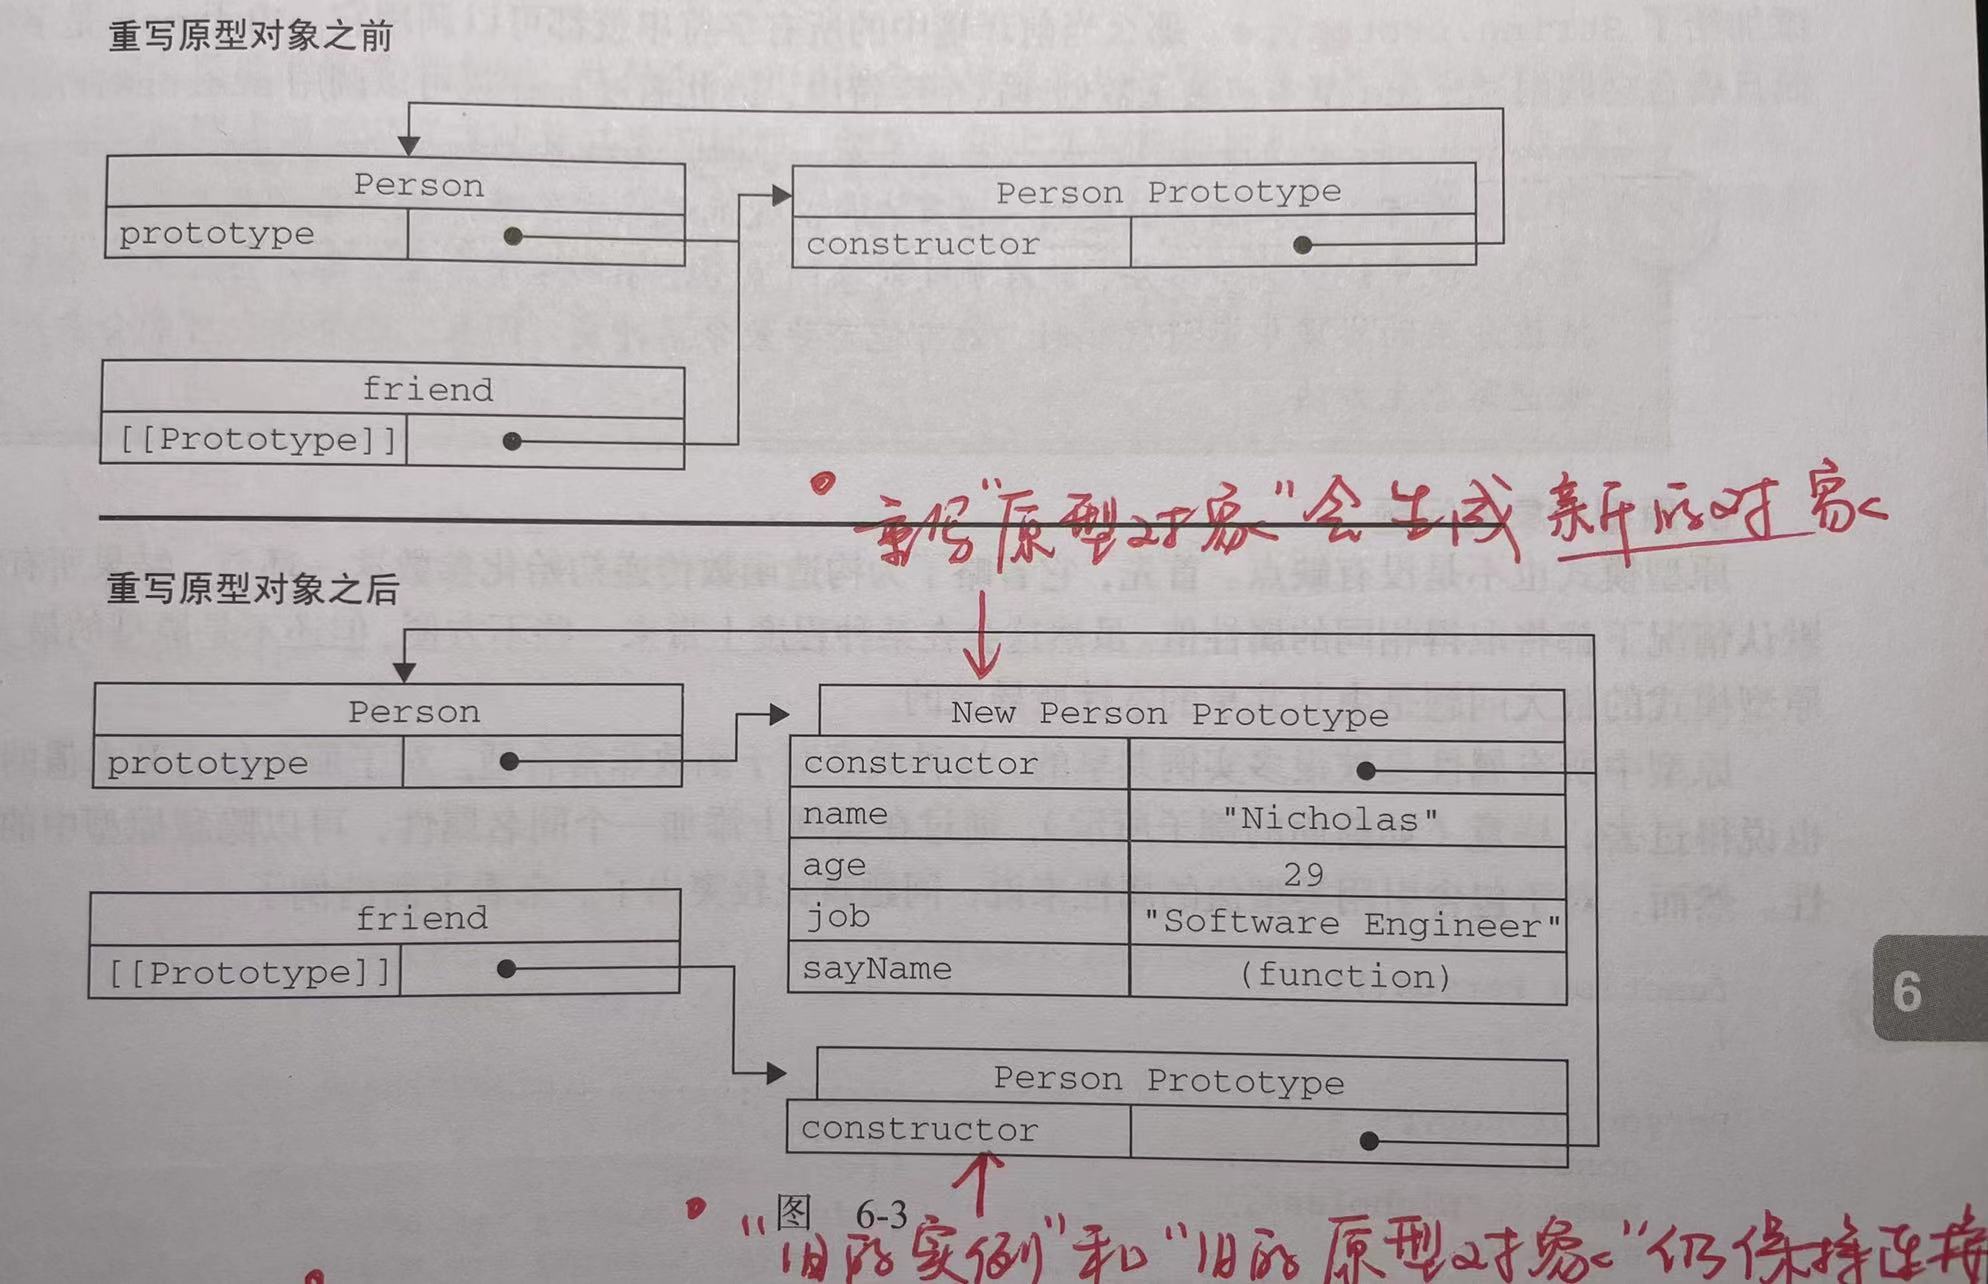 重写原型对象之前
Person
prototype
Person Prototype
constructor
friend
[[Prototype]]
重写"原型对象"会生成 新的对象
重写原型对象之后
Person
prototype
New Person Prototype
constructor
name "Nicholas"
age 29
job "Software Engineer"
sayName (function)
friend
[[Prototype]]
6
Person Prototype
constructor
图 6-3
"旧的实例"和"旧的原型对象"仍保持连接